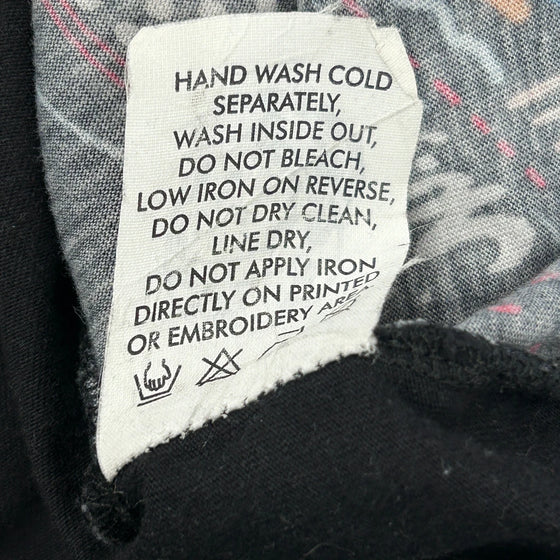 HAND WASH COLD
SEPARATELY,
WASH INSIDE OUT,
DO NOT BLEACH,
LOW IRON ON REVERSE,
DO NOT DRY CLEAN,
LINE DRY,
DO NOT APPLY IRON
DIRECTLY ON PRINTED
OR EMBROIDERY AREA